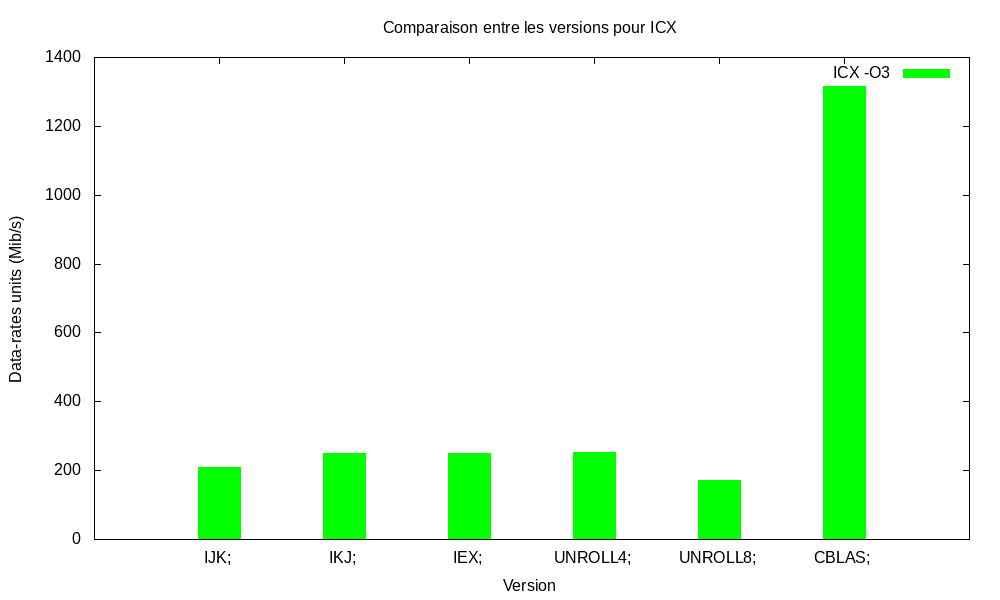 Comparaison entre les versions pour ICX
1400
1200
1000
800
600
400
200
0
Data-rates units (Mib/s)
ICX -O3
IJK; IKJ; IEX; UNROLL4; UNROLL8; CBLAS;
Version